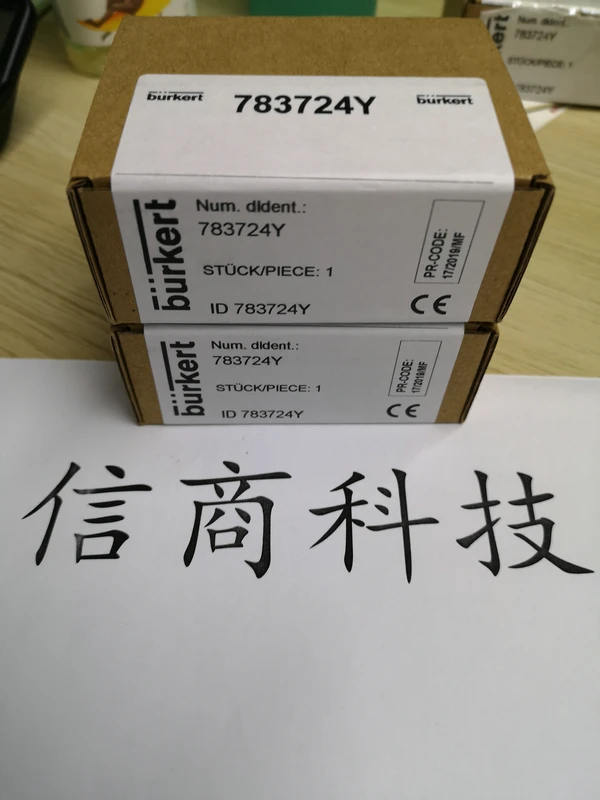 bürkert 783724Y bürkert
bürkert
Num. dIdent.:
783724Y
STÜCK/PIECE: 1
ID 783724Y
PR-CODE:
17/2019/MF
CE
bürkert
Num. dIdent.:
783724Y
STÜCK/PIECE: 1
ID 783724Y
PR-CODE:
17/2019/MF
CE
bürkert
Num. dIdent.:
783724Y
STÜCK/PIECE: 1
783724Y
信商科技